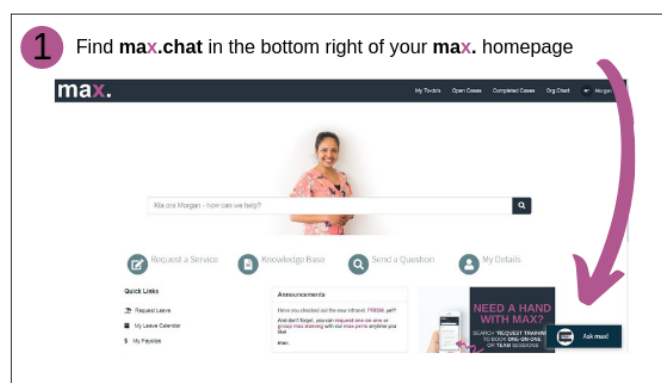 1 Find max.chat in the bottom right of your max. homepage
max.
My To-do's Open Cases Completed Cases Org Chart Morgan
Kia ora Morgan - how can we help?
Request a Service Knowledge Base Send a Question My Details
Quick Links
Request Leave
My Leave Calendar
$ My Payslips
Announcements
Have you checked out the new intranet, yet?
And don't forget, you can request one on one or
group max.training with our max.perts anytime you
like!
max.
NEED A HAND
WITH MAX?
SEARCH "REQUEST TRAINING
TO BOOK ONE-ON-ONE
OR TEAM SESSIONS
Ask max!